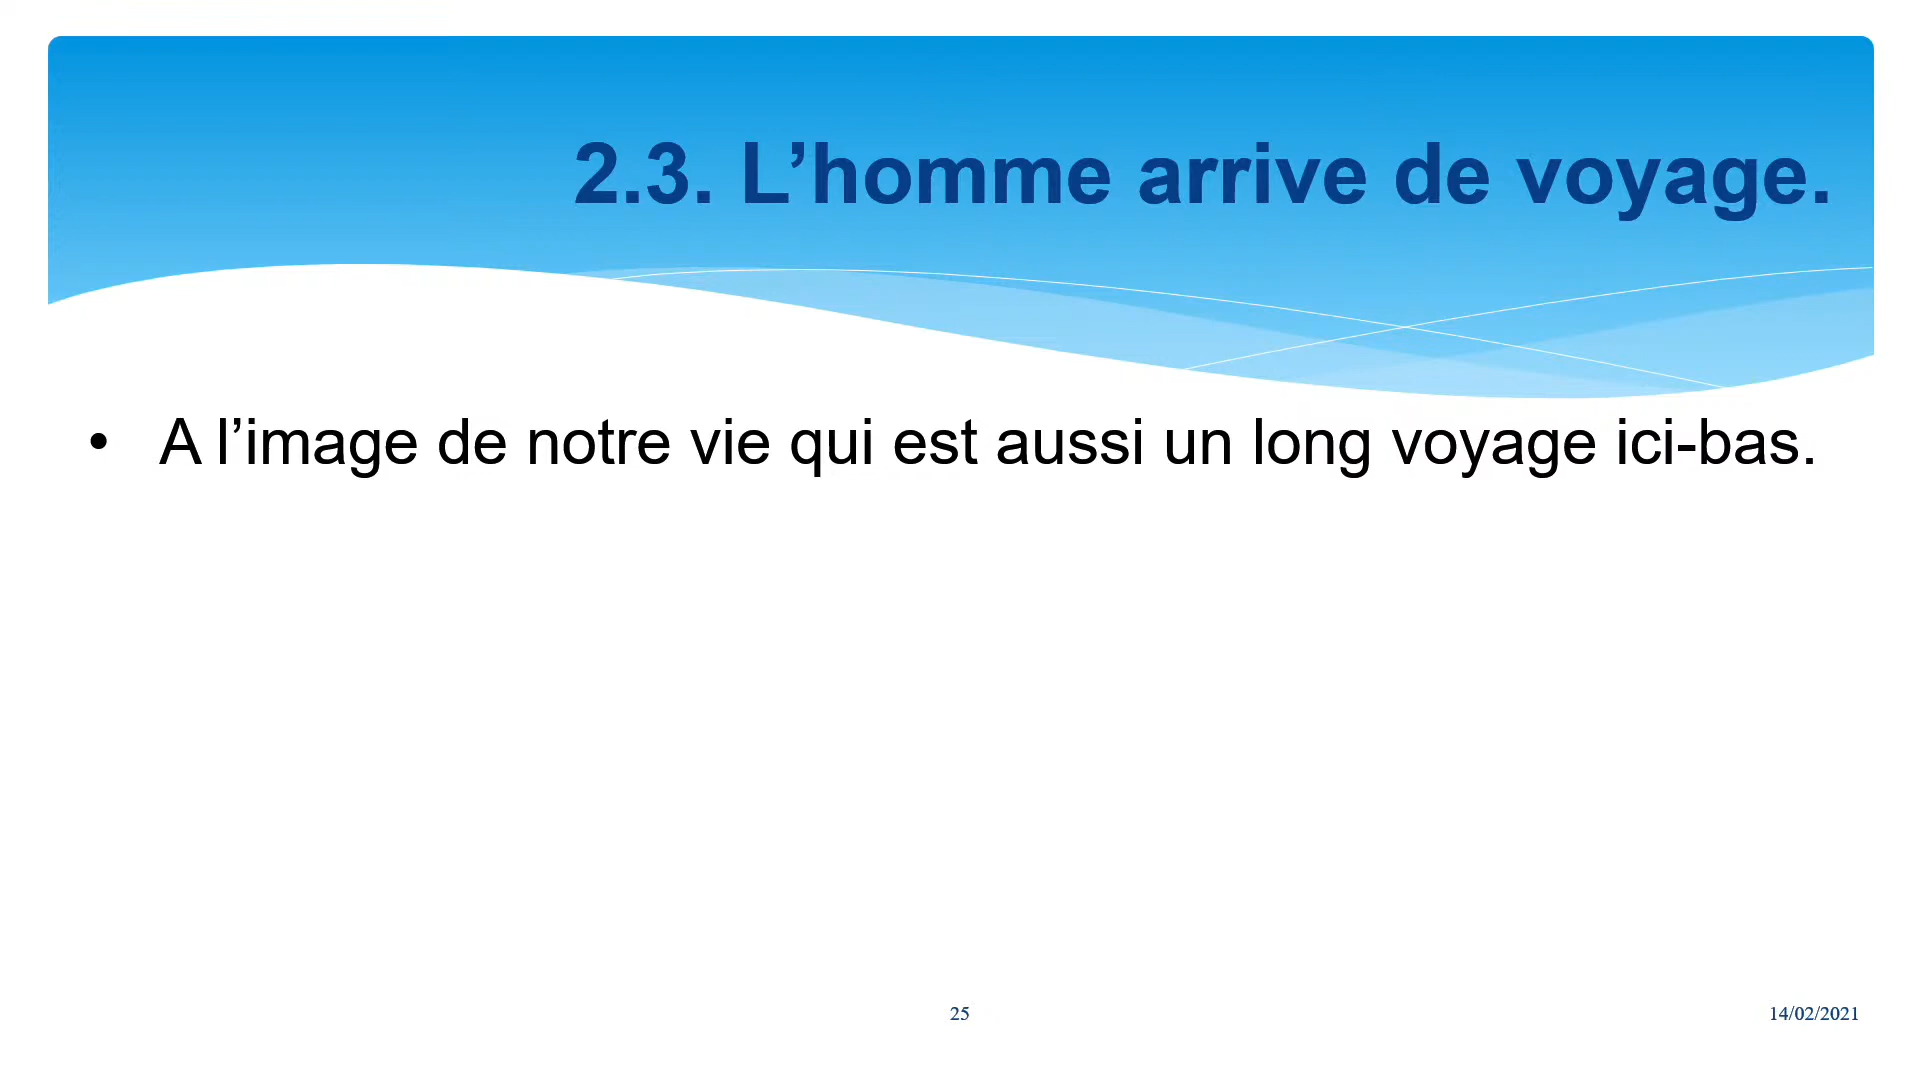 2.3. L’homme arrive de voyage.
• A l’image de notre vie qui est aussi un long voyage ici-bas.
25
14/02/2021